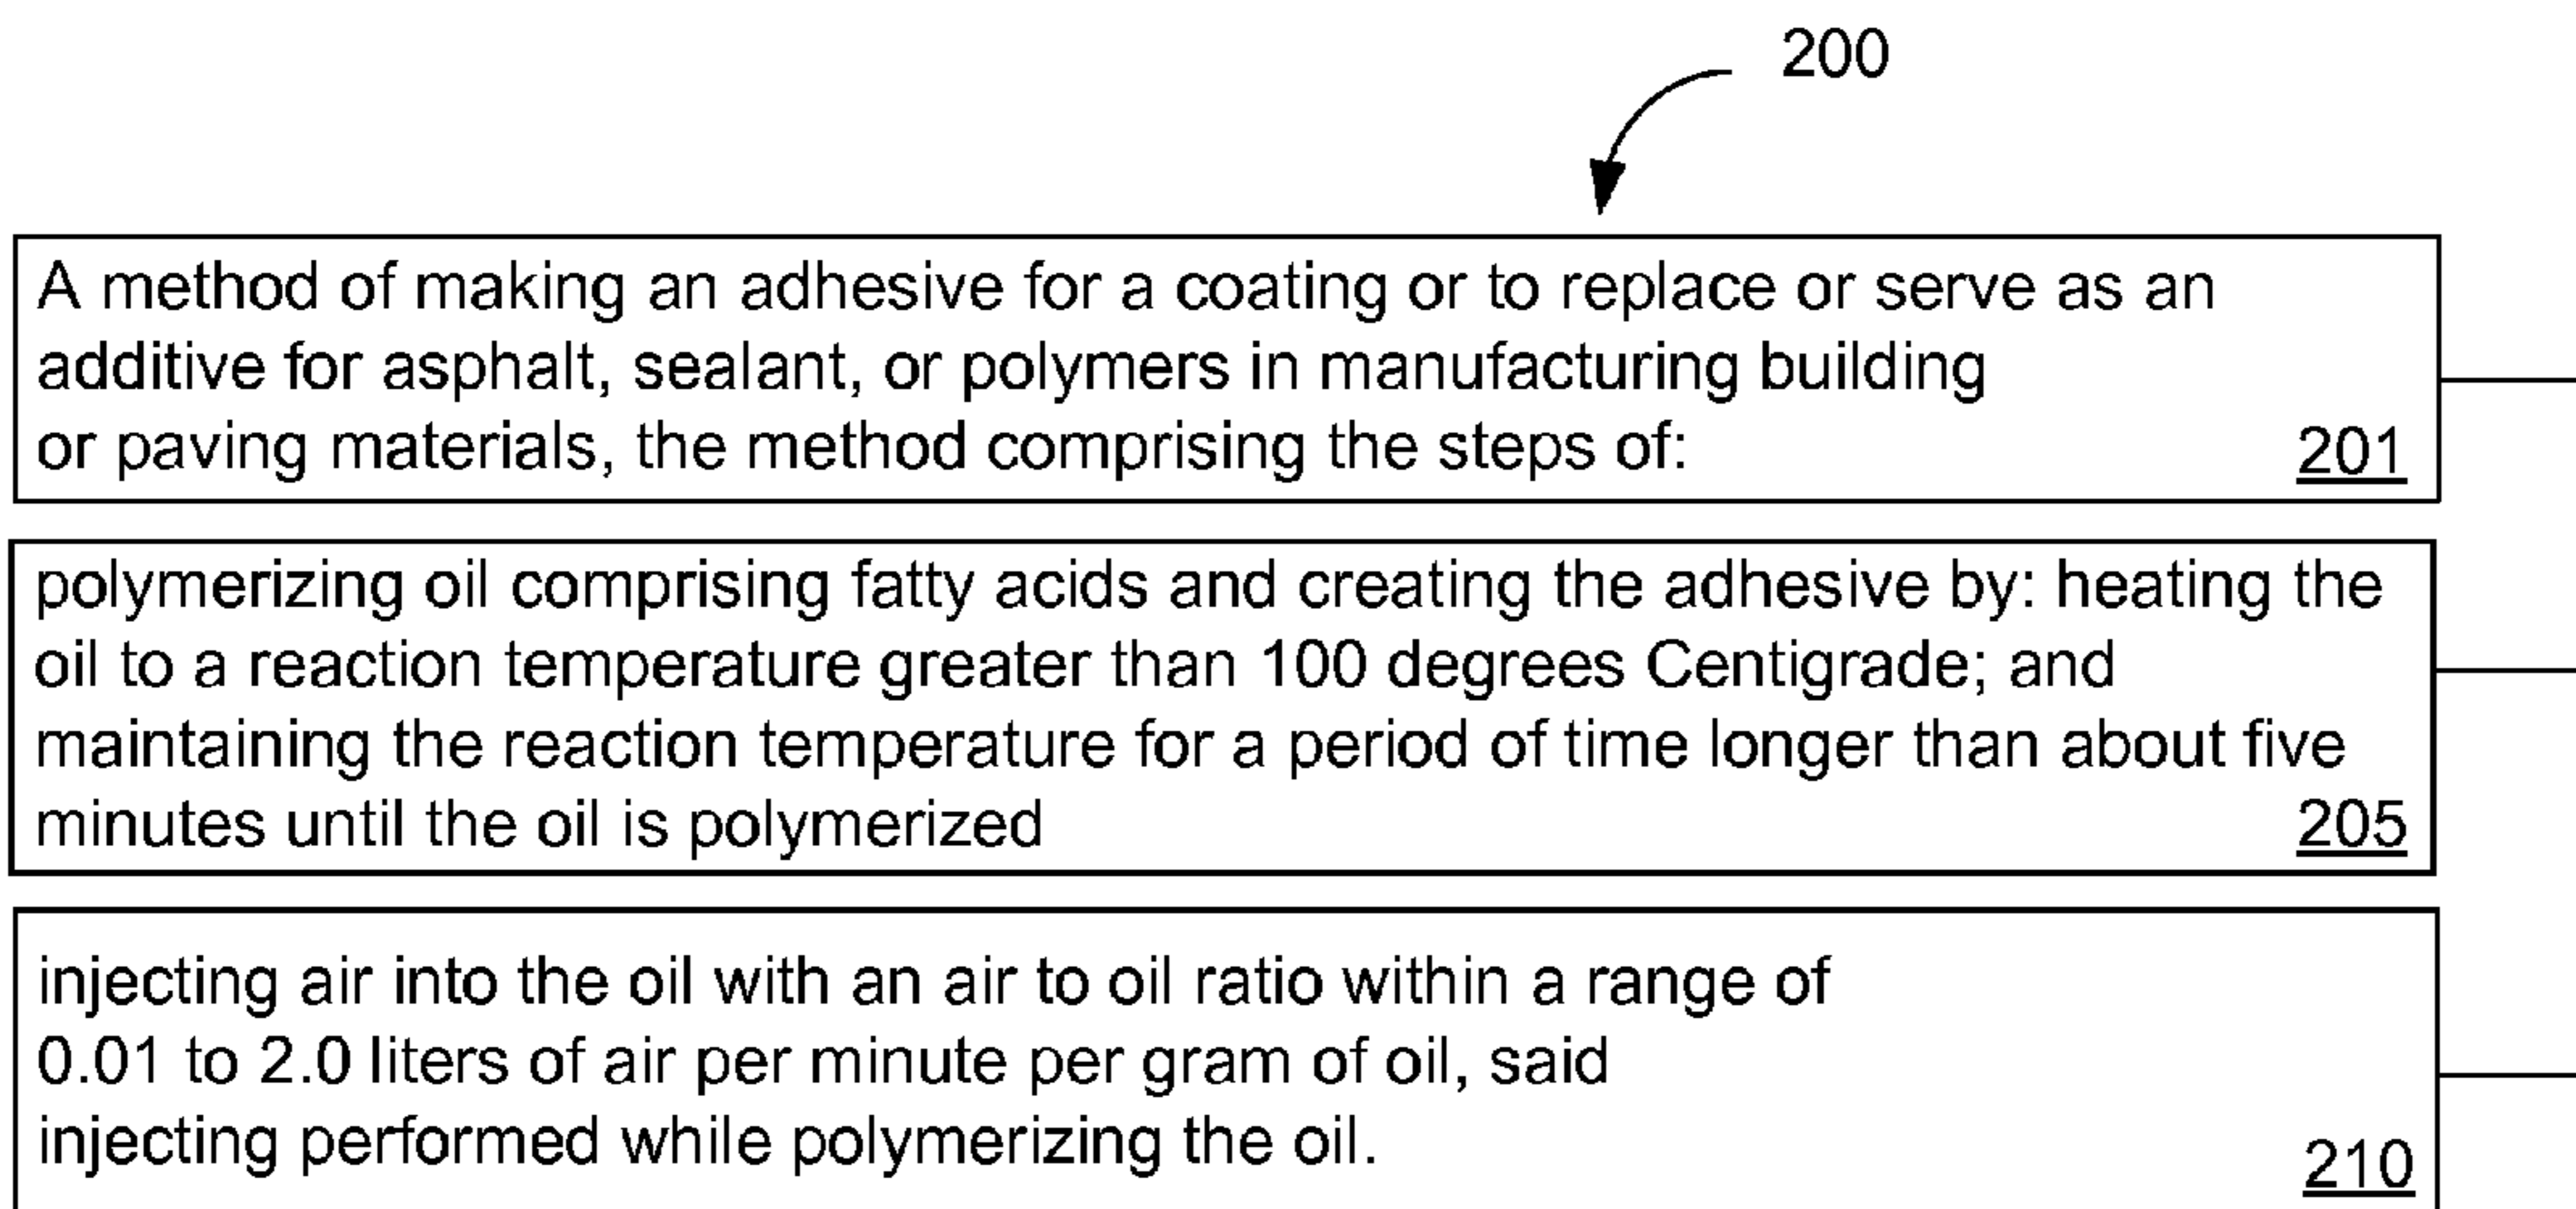 200
A method of making an adhesive for a coating or to replace or serve as an
additive for asphalt, sealant, or polymers in manufacturing building
or paving materials, the method comprising the steps of:
201
polymerizing oil comprising fatty acids and creating the adhesive by: heating the
oil to a reaction temperature greater than 100 degrees Centigrade; and
maintaining the reaction temperature for a period of time longer than about five
minutes until the oil is polymerized
205
injecting air into the oil with an air to oil ratio within a range of
0.01 to 2.0 liters of air per minute per gram of oil, said
injecting performed while polymerizing the oil.
210